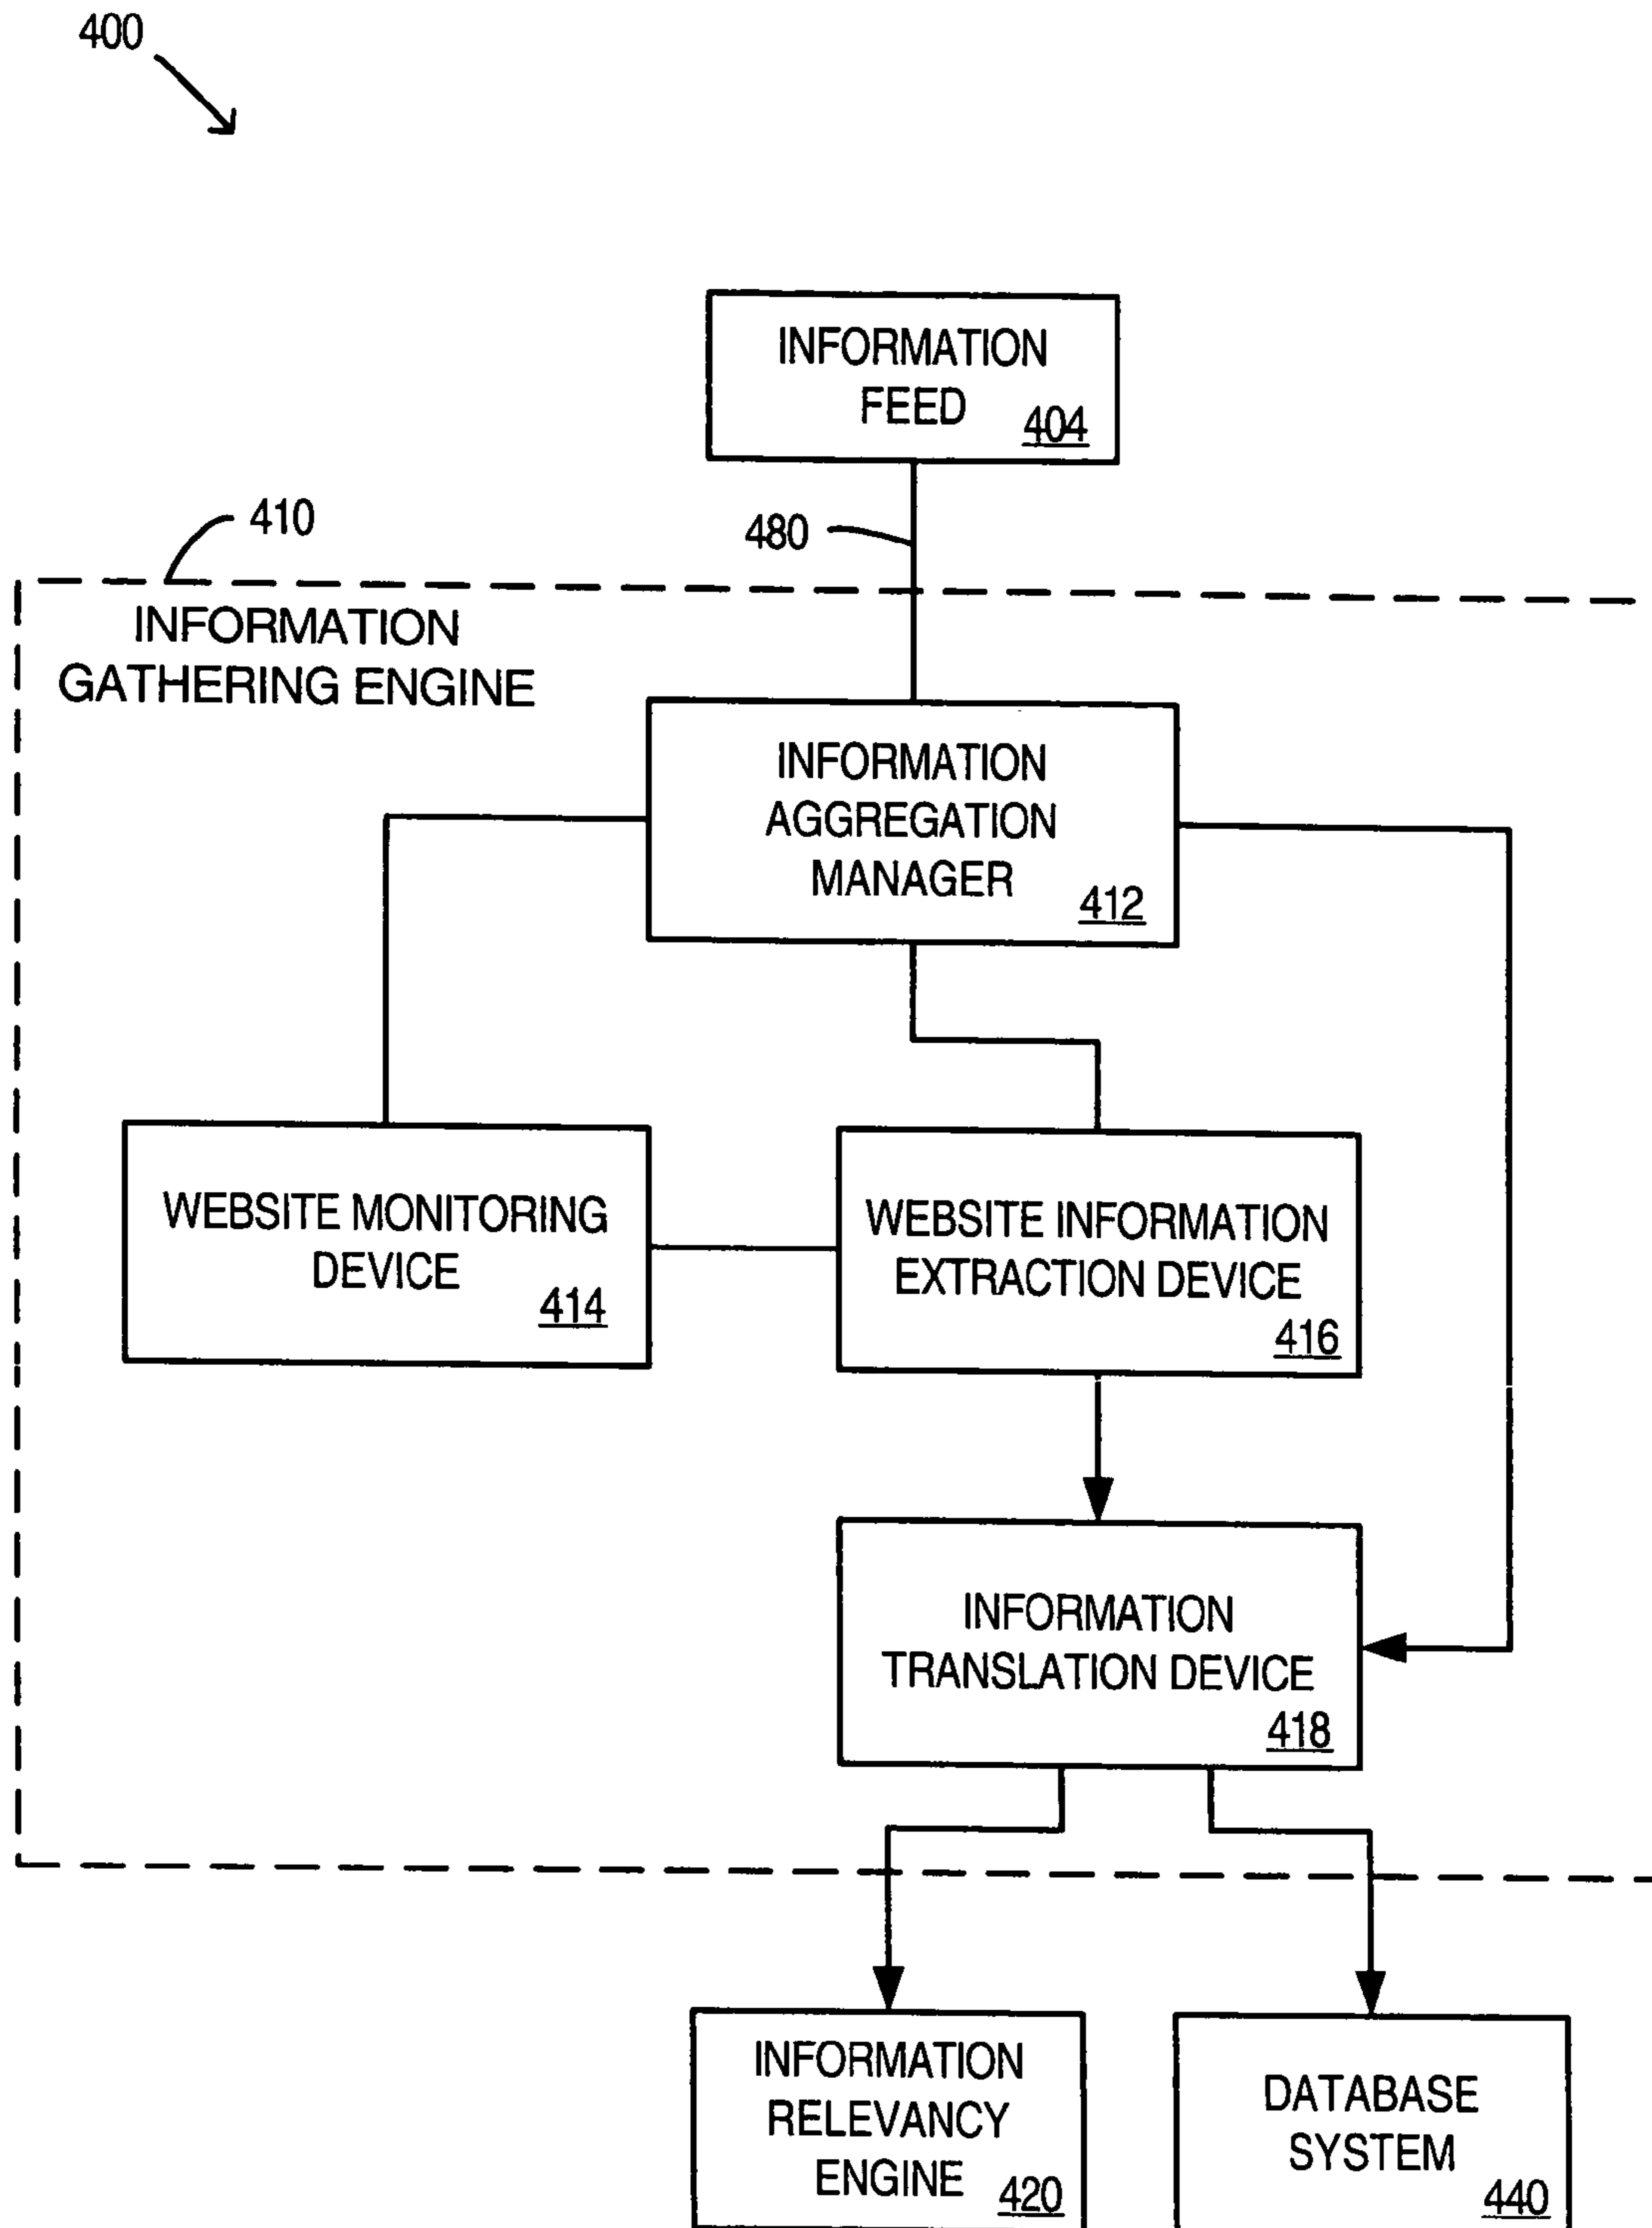 400
INFORMATION
FEED
404
410
480
INFORMATION
GATHERING ENGINE
INFORMATION
AGGREGATION
MANAGER
412
WEBSITE MONITORING
DEVICE
414
WEBSITE INFORMATION
EXTRACTION DEVICE
416
INFORMATION
TRANSLATION DEVICE
418
INFORMATION
RELEVANCY
ENGINE
420
DATABASE
SYSTEM
440